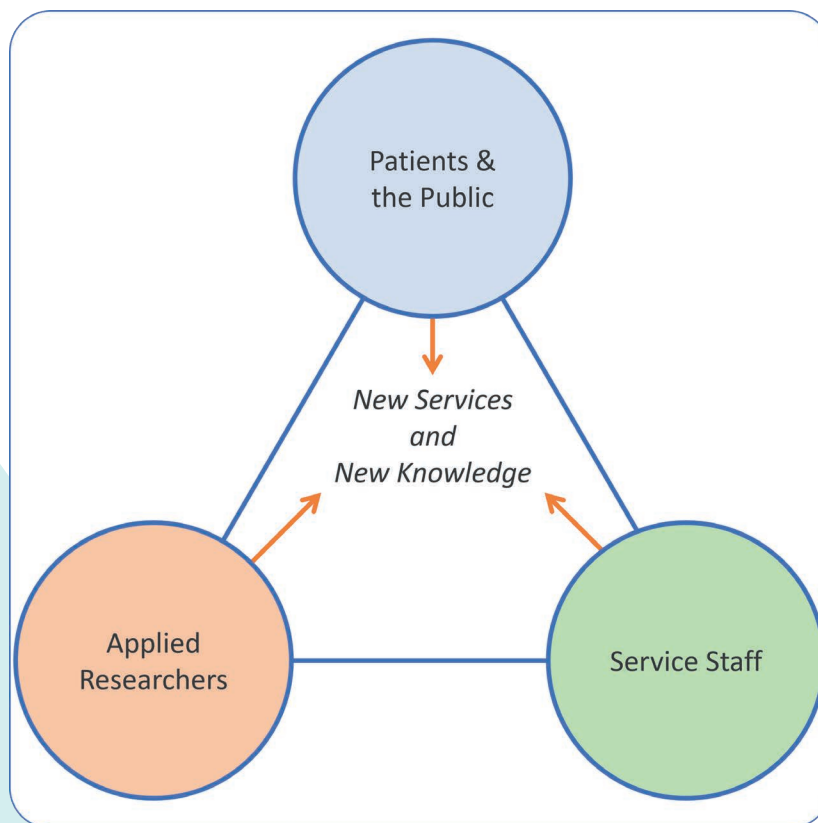 Patients &
the Public
New Services
and
New Knowledge
Applied
Researchers
Service Staff